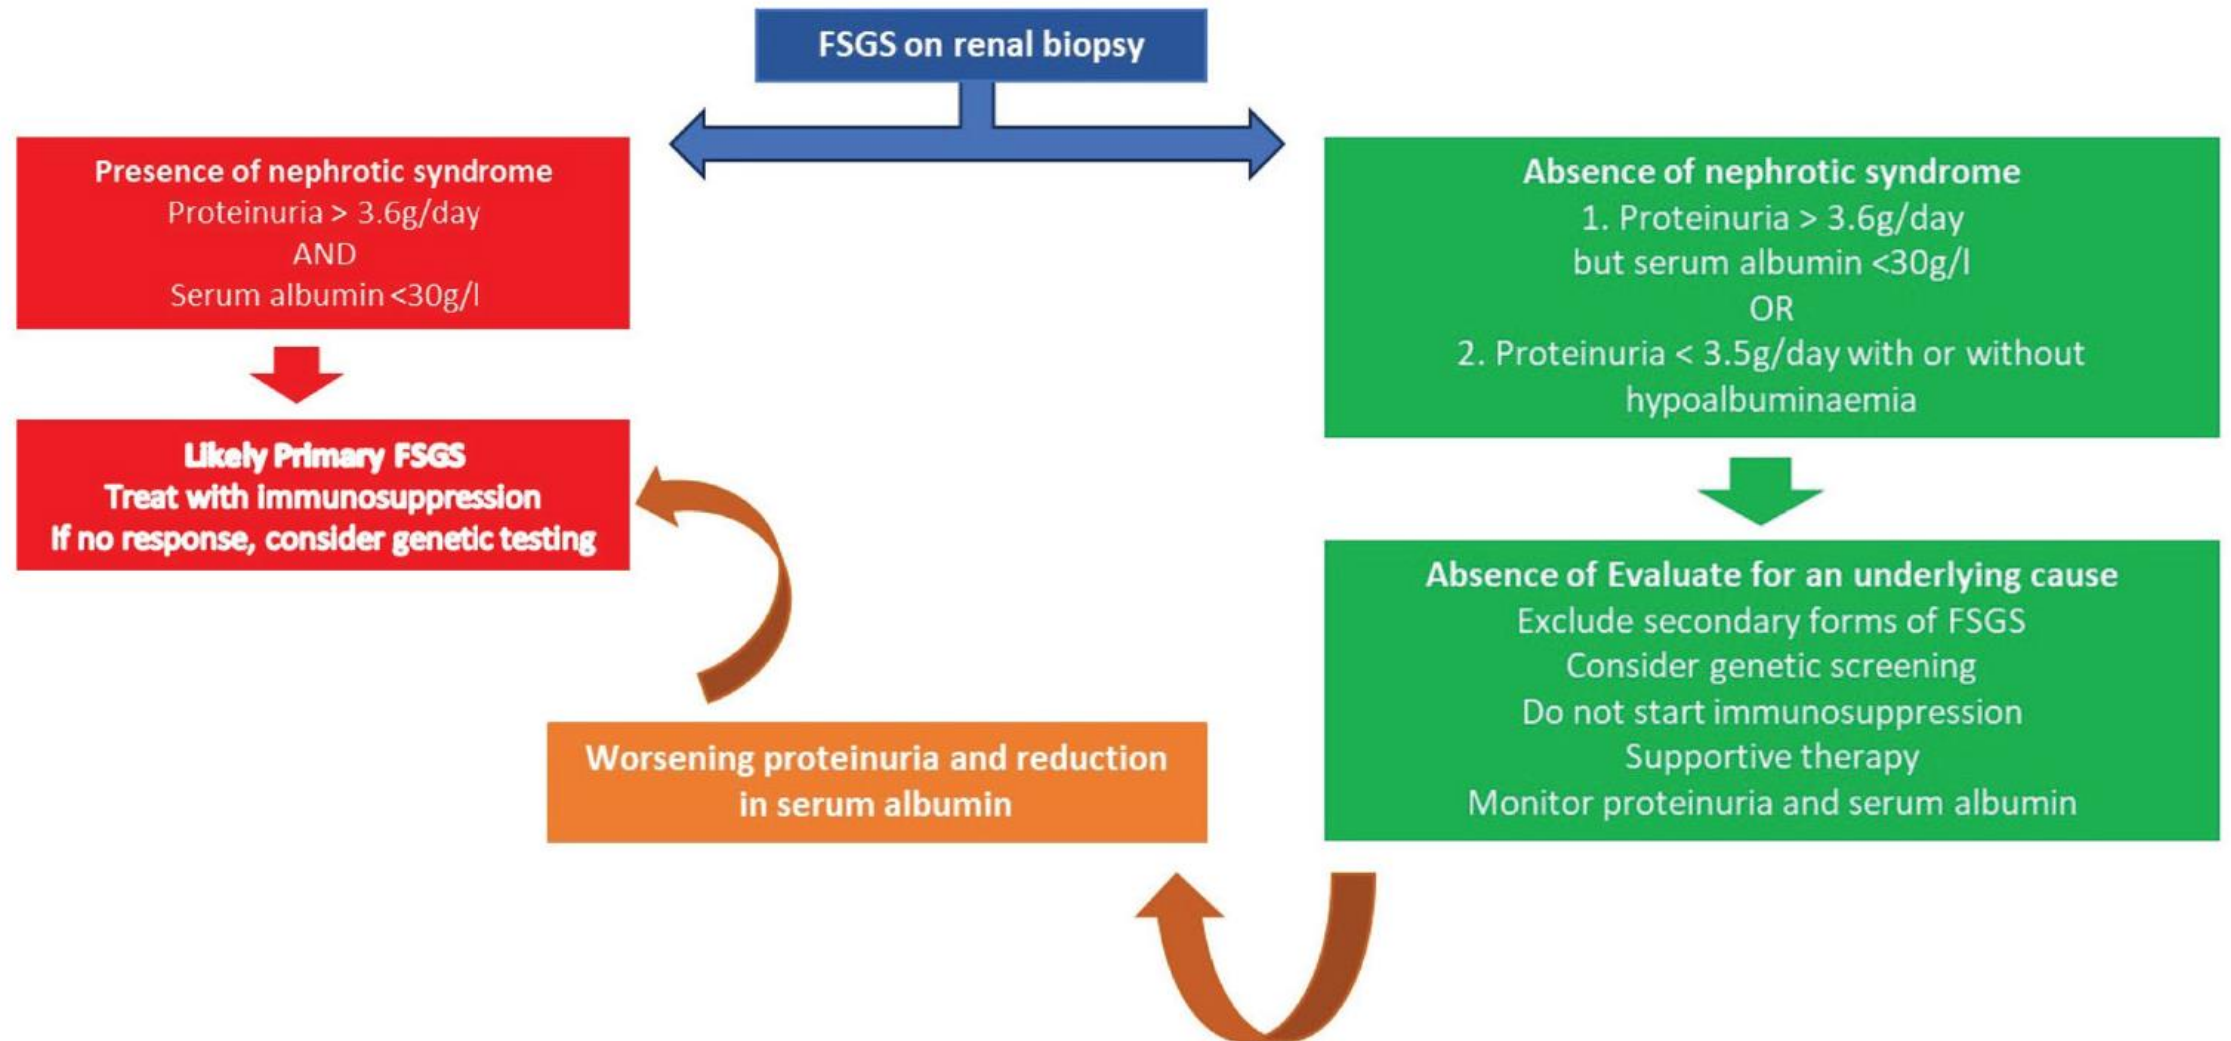 FSGS on renal biopsy
Presence of nephrotic syndrome
Proteinuria > 3.6g/day
AND
Serum albumin <30g/l
Likely Primary FSGS
Treat with immunosuppression
If no response, consider genetic testing
Absence of nephrotic syndrome
1. Proteinuria > 3.6g/day
but serum albumin <30g/l
OR
2. Proteinuria < 3.5g/day with or without
hypoalbuminaemia
Absence of Evaluate for an underlying cause
Exclude secondary forms of FSGS
Consider genetic screening
Do not start immunosuppression
Supportive therapy
Monitor proteinuria and serum albumin
Worsening proteinuria and reduction
in serum albumin